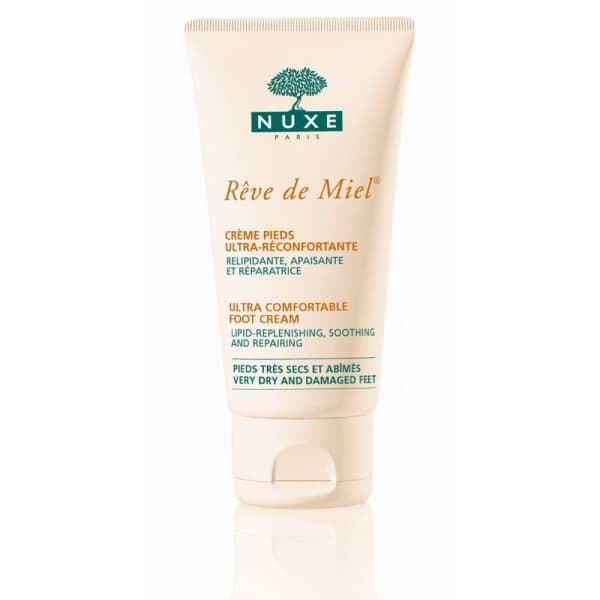 NUXE
PARIS
Rêve de Miel®
CRÈME PIEDS
ULTRA-RÉCONFORTANTE
RELIPIDANTE, APAISANTE
ET RÉPARATRICE
ULTRA COMFORTABLE
FOOT CREAM
LIPID-REPLENISHING, SOOTHING
AND REPAIRING
PIEDS TRÈS SECS ET ABÎMÉS
VERY DRY AND DAMAGED FEET